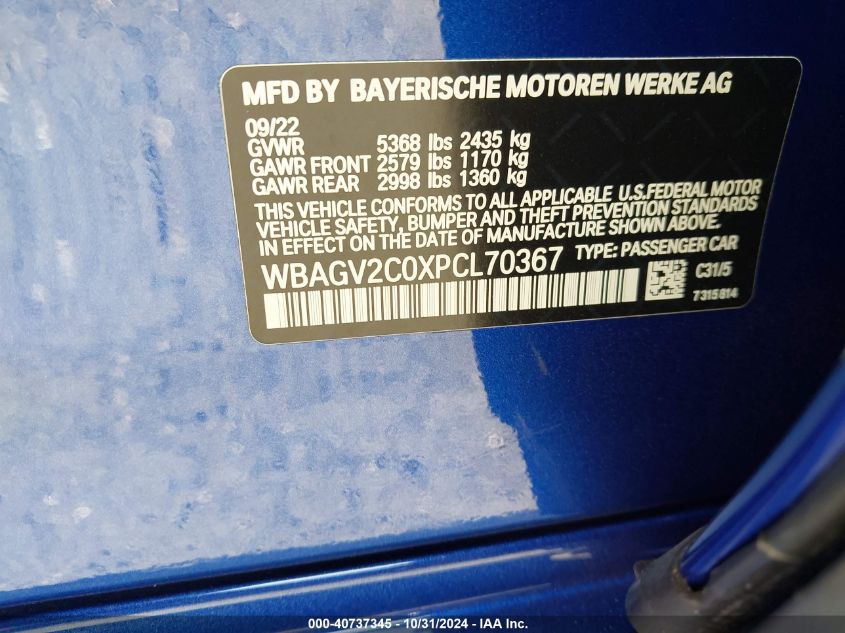 MFD BY BAYERISCHE MOTOREN WERKE AG
09/22
GVWR 5368 lbs 2435 kg
GAWR FRONT 2579 lbs 1170 kg
GAWR REAR 2998 lbs 1360 kg
THIS VEHICLE CONFORMS TO ALL APPLICABLE U.S.FEDERAL MOTOR
VEHICLE SAFETY, BUMPER AND THEFT PREVENTION STANDARDS
IN EFFECT ON THE DATE OF MANUFACTURE SHOWN ABOVE.
WBAGV2C0XPCL70367 TYPE: PASSENGER CAR
C31/5
7315814
000-40737345 - 10/31/2024 - IAA Inc.